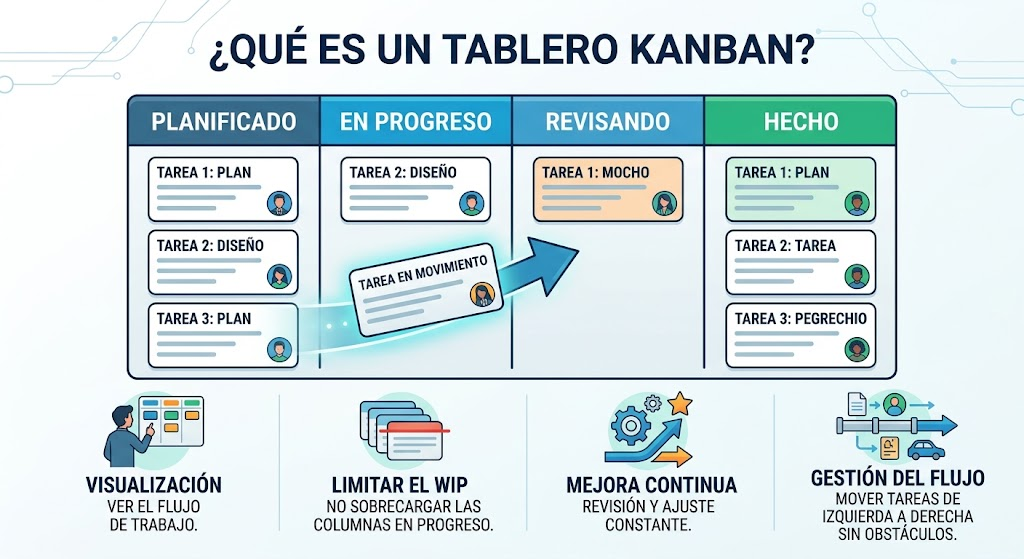 ¿QUÉ ES UN TABLERO KANBAN?
PLANIFICADO
EN PROGRESO
REVISANDO
HECHO
TAREA 1: PLAN
TAREA 2: DISEÑO
TAREA 3: PLAN
TAREA 2: DISEÑO
TAREA EN MOVIMIENTO
TAREA 1: MOCHO
TAREA 1: PLAN
TAREA 2: TAREA
TAREA 3: PEGRECHIO
VISUALIZACIÓN
VER EL FLUJO
DE TRABAJO.
LIMITAR EL WIP
NO SOBRECARGAR LAS
COLUMNAS EN PROGRESO.
MEJORA CONTINUA
REVISIÓN Y AJUSTE
CONSTANTE.
GESTIÓN DEL FLUJO
MOVER TAREAS DE
IZQUIERDA A DERECHA
SIN OBSTÁCULOS.